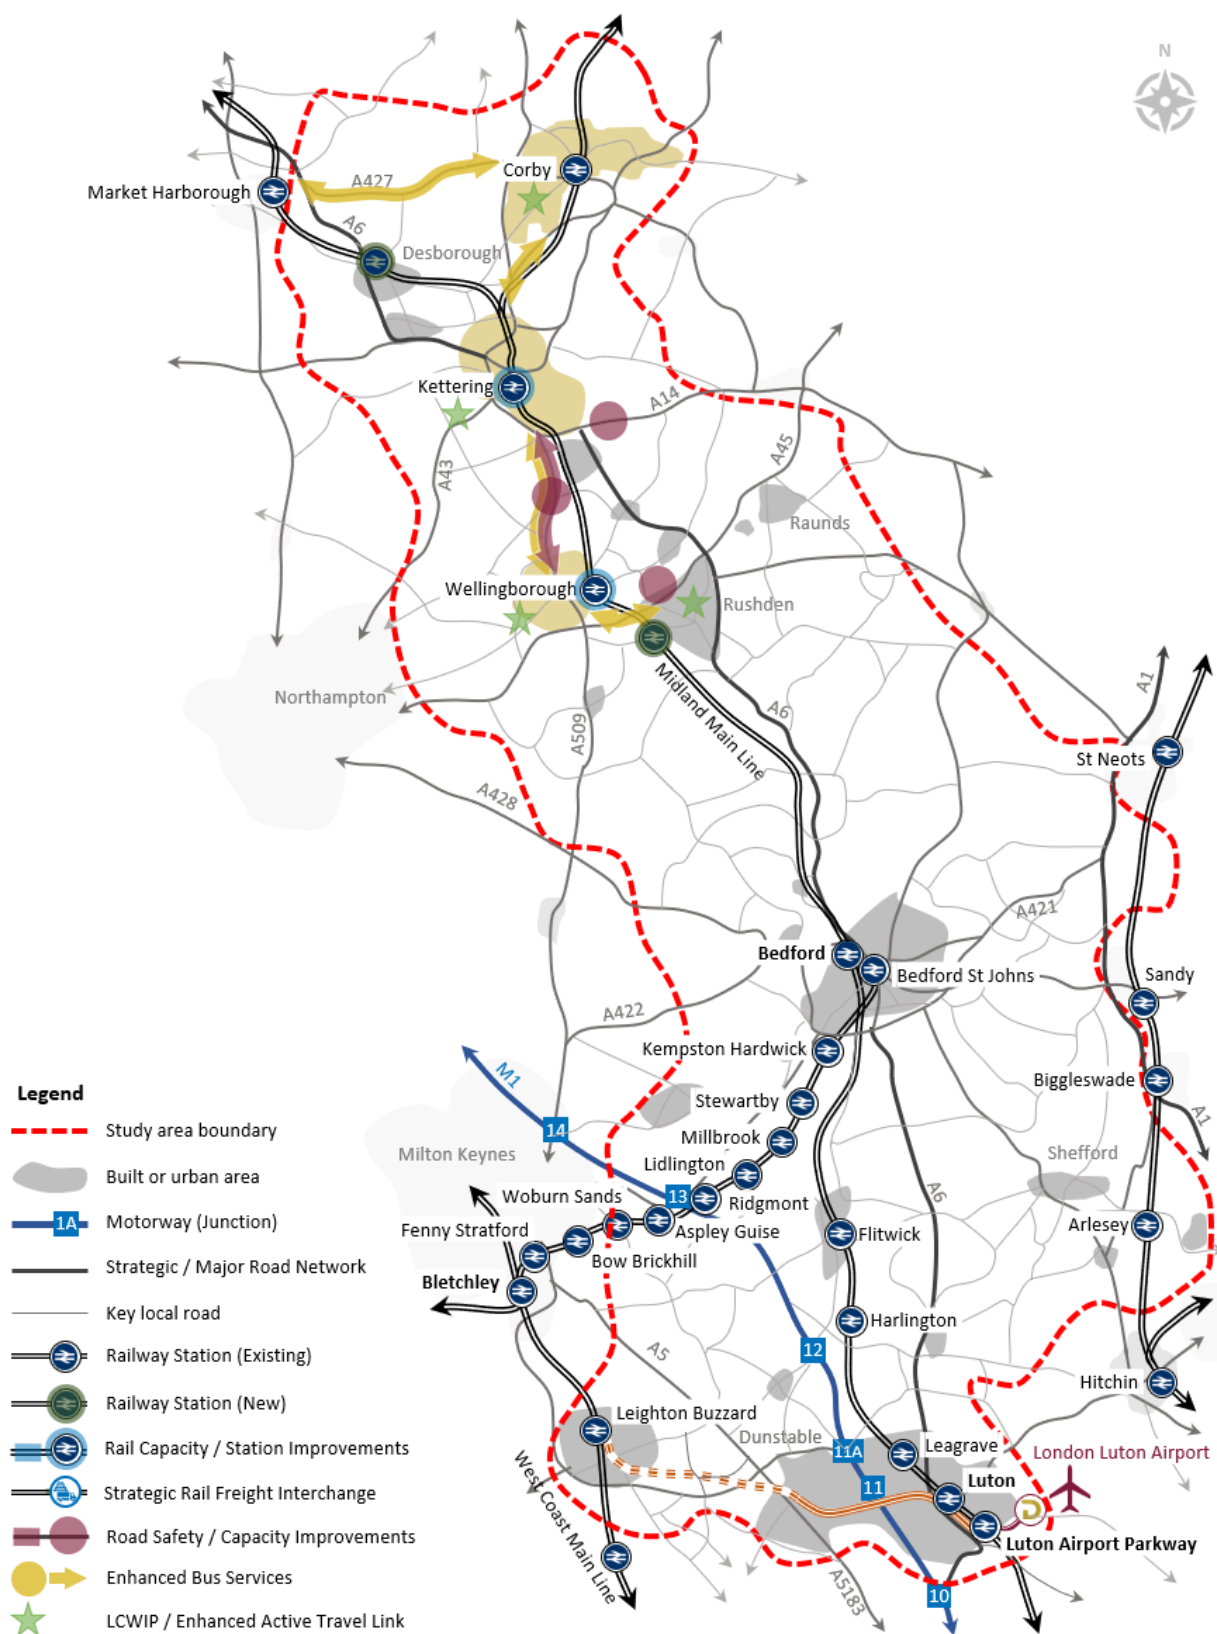 N
Corby
A427
Market Harborough
A6
Desborough
Kettering
A14
A45
A43
Raunds
Wellingborough
Rushden
Northampton
Midland Main Line
A6
A509
A1
St Neots
A428
A421
Bedford
Bedford St Johns
Sandy
A422
Kempston Hardwick
Biggleswade
M1
Stewartby
A1
14
Millbrook
Milton Keynes
Shefford
Lidlington
13
Ridgmont
A6
Woburn Sands
Arlesey
Fenny Stratford
Aspley Guise
Flitwick
Bow Brickhill
Bletchley
Harlington
A5
12
Hitchin
Leighton Buzzard
Dunstable
11A
Leagrave
London Luton Airport
11
Luton
D
West Coast Main Line
Luton Airport Parkway
A5183
10
Legend
Study area boundary
Built or urban area
1A
Motorway (Junction)
Strategic / Major Road Network
Key local road
Railway Station (Existing)
Railway Station (New)
Rail Capacity / Station Improvements
Strategic Rail Freight Interchange
Road Safety / Capacity Improvements
Enhanced Bus Services
LCWIP / Enhanced Active Travel Link